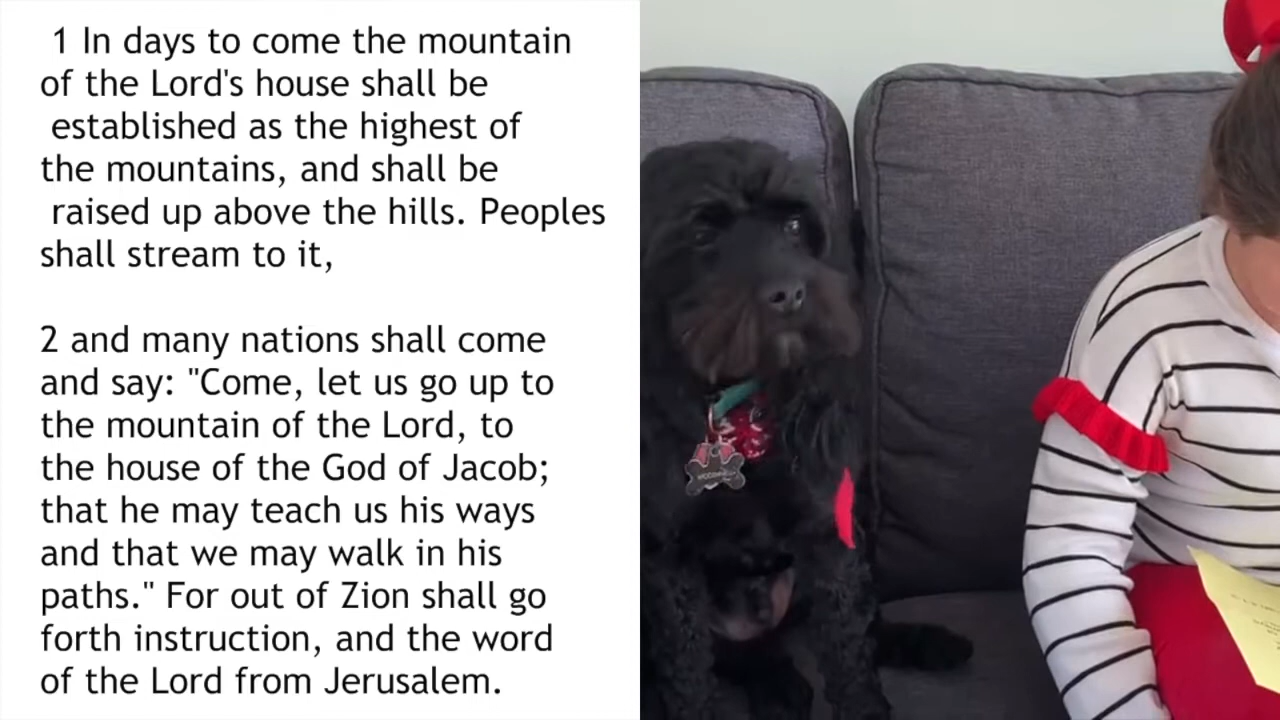 1 In days to come the mountain
of the Lord's house shall be
established as the highest of
the mountains, and shall be
raised up above the hills. Peoples
shall stream to it,
2 and many nations shall come
and say: "Come, let us go up to
the mountain of the Lord, to
the house of the God of Jacob;
that he may teach us his ways
and that we may walk in his
paths." For out of Zion shall go
forth instruction, and the word
of the Lord from Jerusalem.